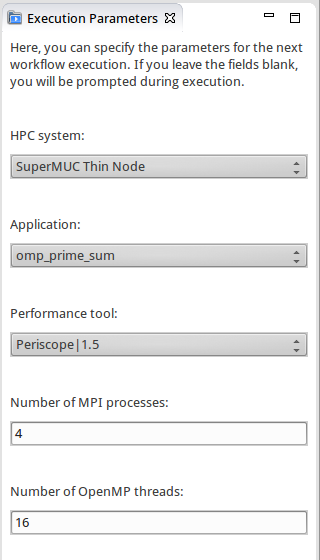 Execution Parameters
Here, you can specify the parameters for the next
workflow execution. If you leave the fields blank,
you will be prompted during execution.
HPC system:
SuperMUC Thin Node
Application:
omp_prime_sum
Performance tool:
Periscope|1.5
Number of MPI processes:
4
Number of OpenMP threads:
16